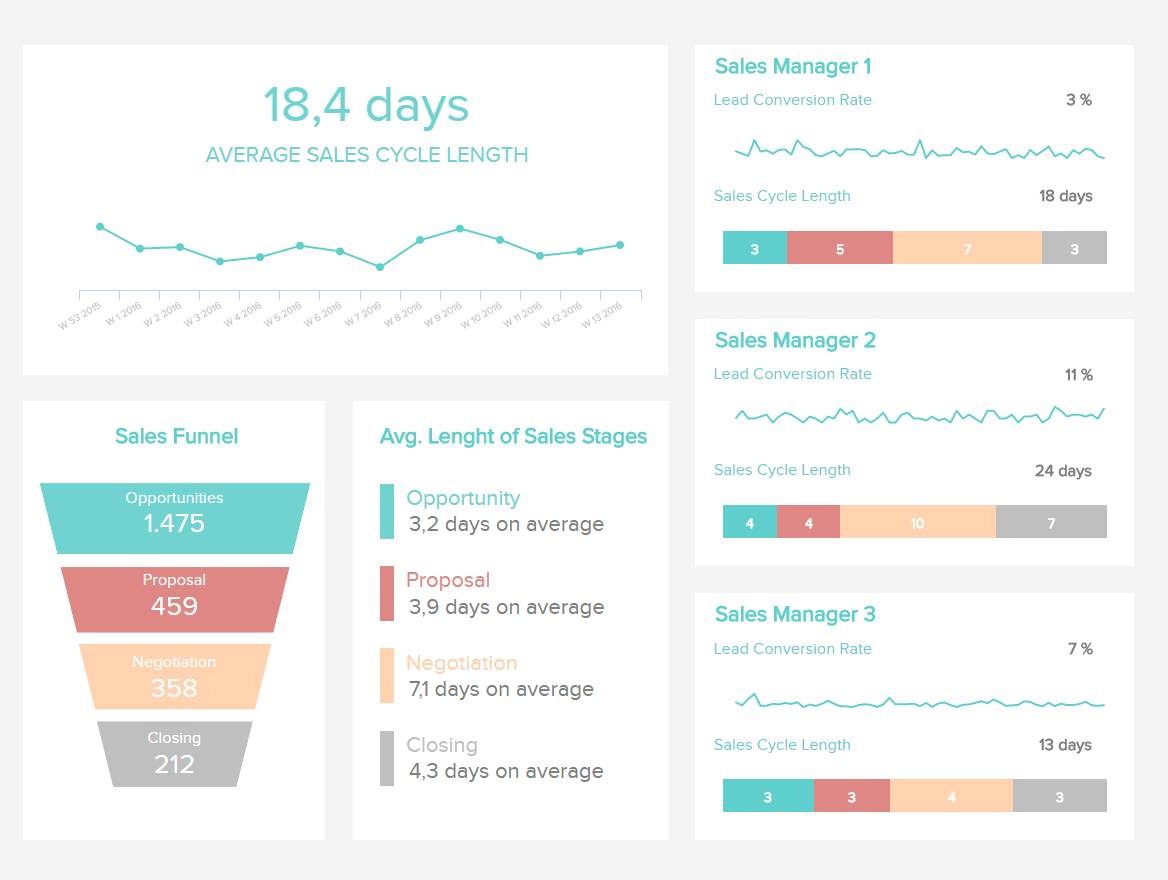 18,4 days
AVERAGE SALES CYCLE LENGTH
W 53 2015
W 1 2016
W 2 2016
W 3 2016
W 4 2016
W 5 2016
W 6 2016
W 7 2016
W 8 2016
W 9 2016
W 10 2016
W 11 2016
W 12 2016
W 13 2016
Sales Funnel
Opportunities
1.475
Proposal
459
Negotiation
358
Closing
212
Avg. Lenght of Sales Stages
Opportunity
3,2 days on average
Proposal
3,9 days on average
Negotiation
7,1 days on average
Closing
4,3 days on average
Sales Manager 1
Lead Conversion Rate 3 %
Sales Cycle Length 18 days
3 5 7 3
Sales Manager 2
Lead Conversion Rate 11 %
Sales Cycle Length 24 days
4 4 10 7
Sales Manager 3
Lead Conversion Rate 7 %
Sales Cycle Length 13 days
3 3 4 3